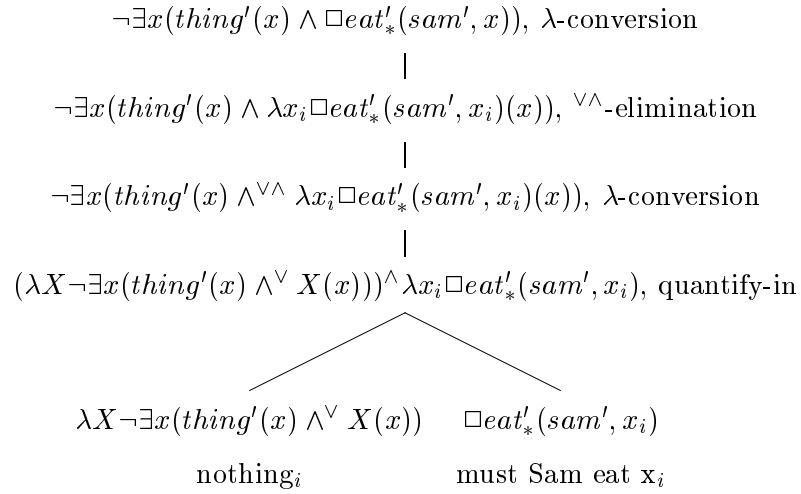 ¬∃x(thing′(x) ∧ □eat′∗(sam′, x)), λ-conversion
¬∃x(thing′(x) ∧ λxᵢ□eat′∗(sam′, xᵢ)(x)), ∨∧-elimination
¬∃x(thing′(x) ∧∨∧ λxᵢ□eat′∗(sam′, xᵢ)(x)), λ-conversion
(λX¬∃x(thing′(x) ∧∨ X(x)))∧λxᵢ□eat′∗(sam′, xᵢ), quantify-in
λX¬∃x(thing′(x) ∧∨ X(x)) □eat′∗(sam′, xᵢ)
nothingᵢ must Sam eat xᵢ